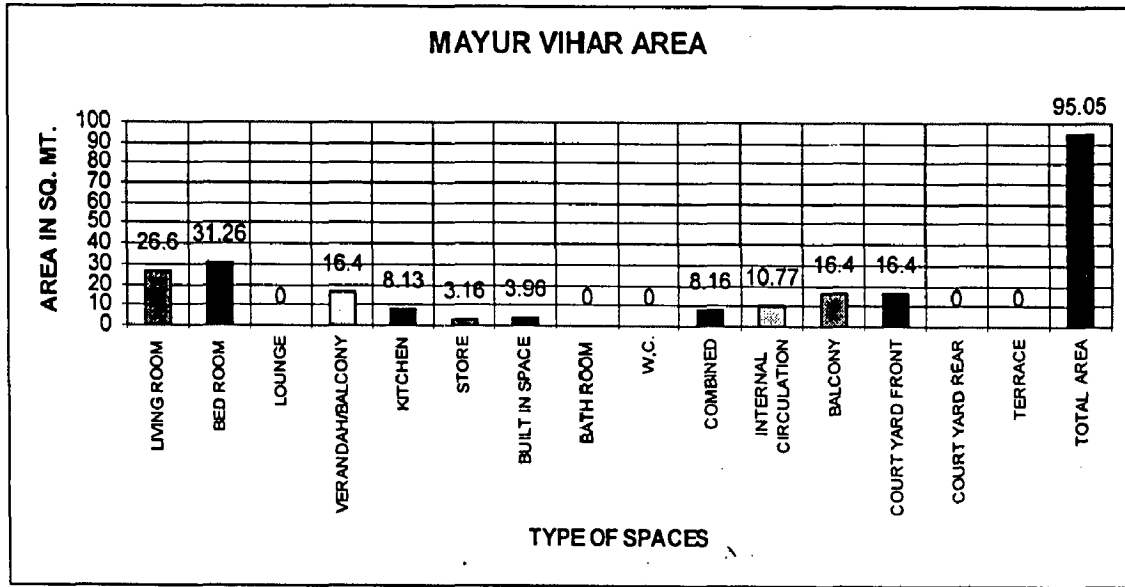 MAYUR VIHAR AREA
AREA IN SQ. MT.
100
90
80
70
60
50
40
30
20
10
0
26.6
31.26
0
16.4
8.13
3.16
3.96
0
0
8.16
10.77
16.4
16.4
0
0
95.05
LIVING ROOM
BED ROOM
LOUNGE
VERANDAH/BALCONY
KITCHEN
STORE
BUILT IN SPACE
BATH ROOM
W.C.
COMBINED
INTERNAL
CIRCULATION
BALCONY
COURT YARD FRONT
COURT YARD REAR
TERRACE
TOTAL AREA
TYPE OF SPACES